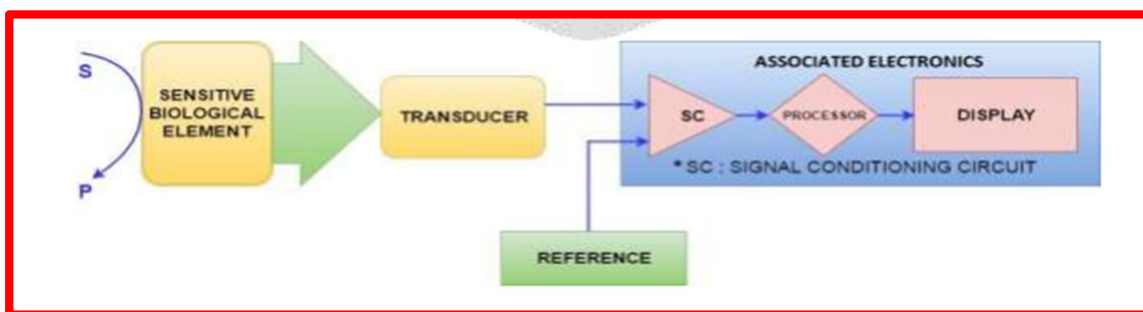 S
P
SENSITIVE
BIOLOGICAL
ELEMENT
TRANSDUCER
REFERENCE
ASSOCIATED ELECTRONICS
SC
PROCESSOR
DISPLAY
* SC : SIGNAL CONDITIONING CIRCUIT